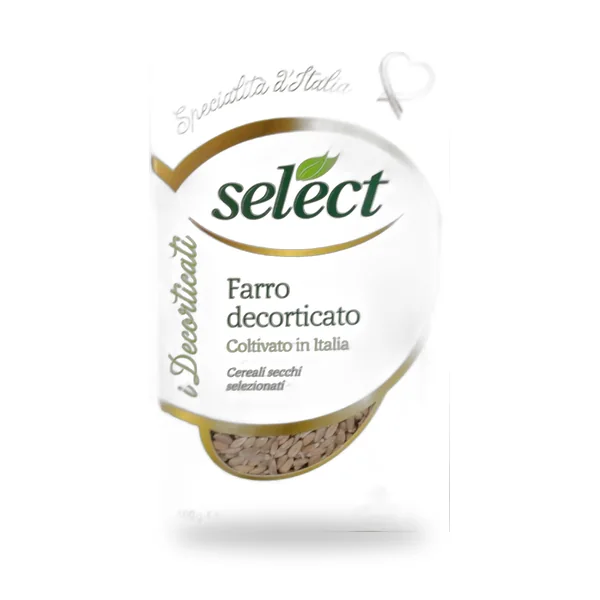 Specialità d'Italia
select
i Decorticati
Farro
decorticato
Coltivato in Italia
Cereali secchi
selezionati